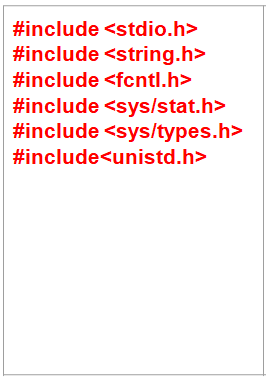 #include <stdio.h>
#include <string.h>
#include <fcntl.h>
#include <sys/stat.h>
#include <sys/types.h>
#include<unistd.h>